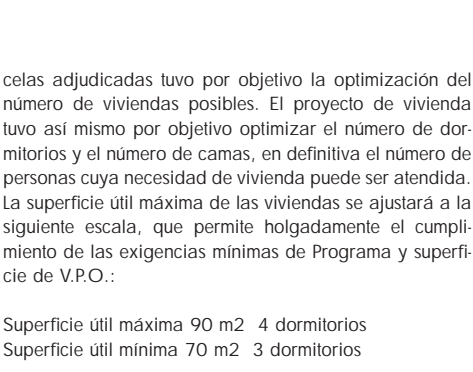 celas adjudicadas tuvo por objetivo la optimización del
número de viviendas posibles. El proyecto de vivienda
tuvo así mismo por objetivo optimizar el número de dor-
mitorios y el número de camas, en definitiva el número de
personas cuya necesidad de vivienda puede ser atendida.
La superficie útil máxima de las viviendas se ajustará a la
siguiente escala, que permite holgadamente el cumpli-
miento de las exigencias mínimas de Programa y superfi-
cie de V.P.O.:
Superficie útil máxima 90 m2 4 dormitorios
Superficie útil mínima 70 m2 3 dormitorios